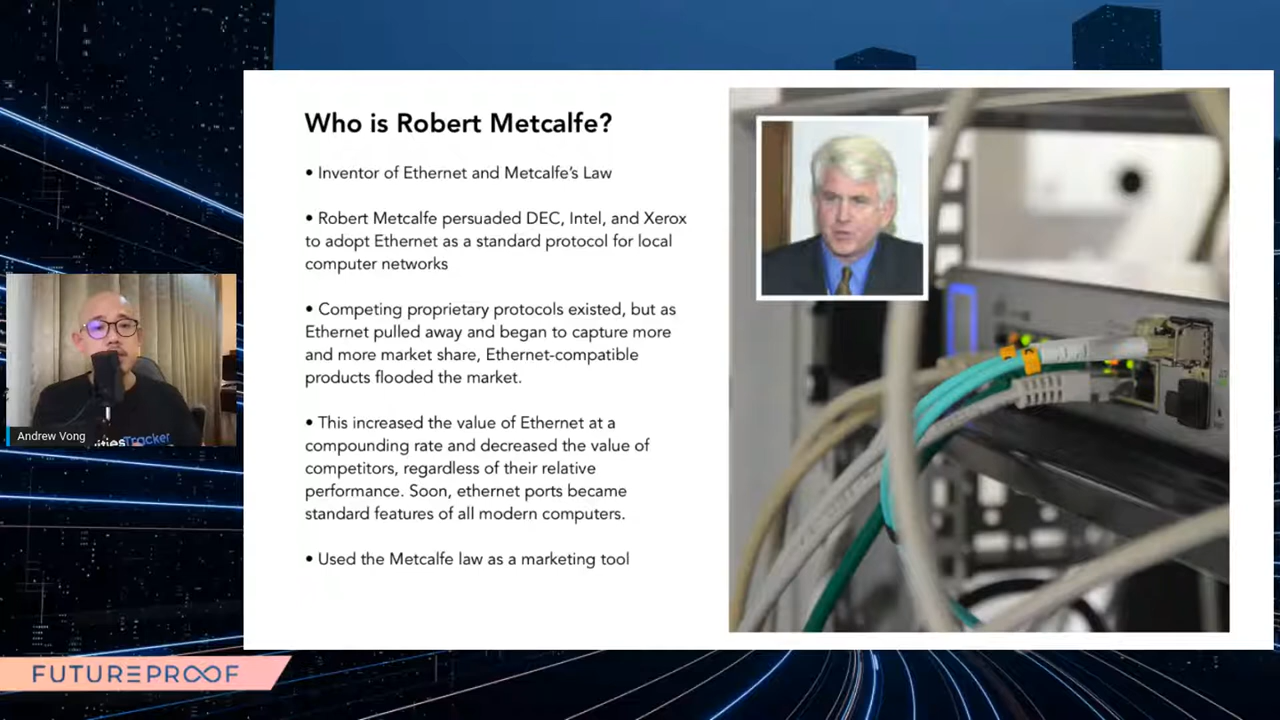 Who is Robert Metcalfe?
• Inventor of Ethernet and Metcalfe's Law
• Robert Metcalfe persuaded DEC, Intel, and Xerox
to adopt Ethernet as a standard protocol for local
computer networks
• Competing proprietary protocols existed, but as
Ethernet pulled away and began to capture more
and more market share, Ethernet-compatible
products flooded the market.
• This increased the value of Ethernet at a
compounding rate and decreased the value of
competitors, regardless of their relative
performance. Soon, ethernet ports became
standard features of all modern computers.
• Used the Metcalfe law as a marketing tool
Andrew Vong
itiesTracker
FUTUREPROOF